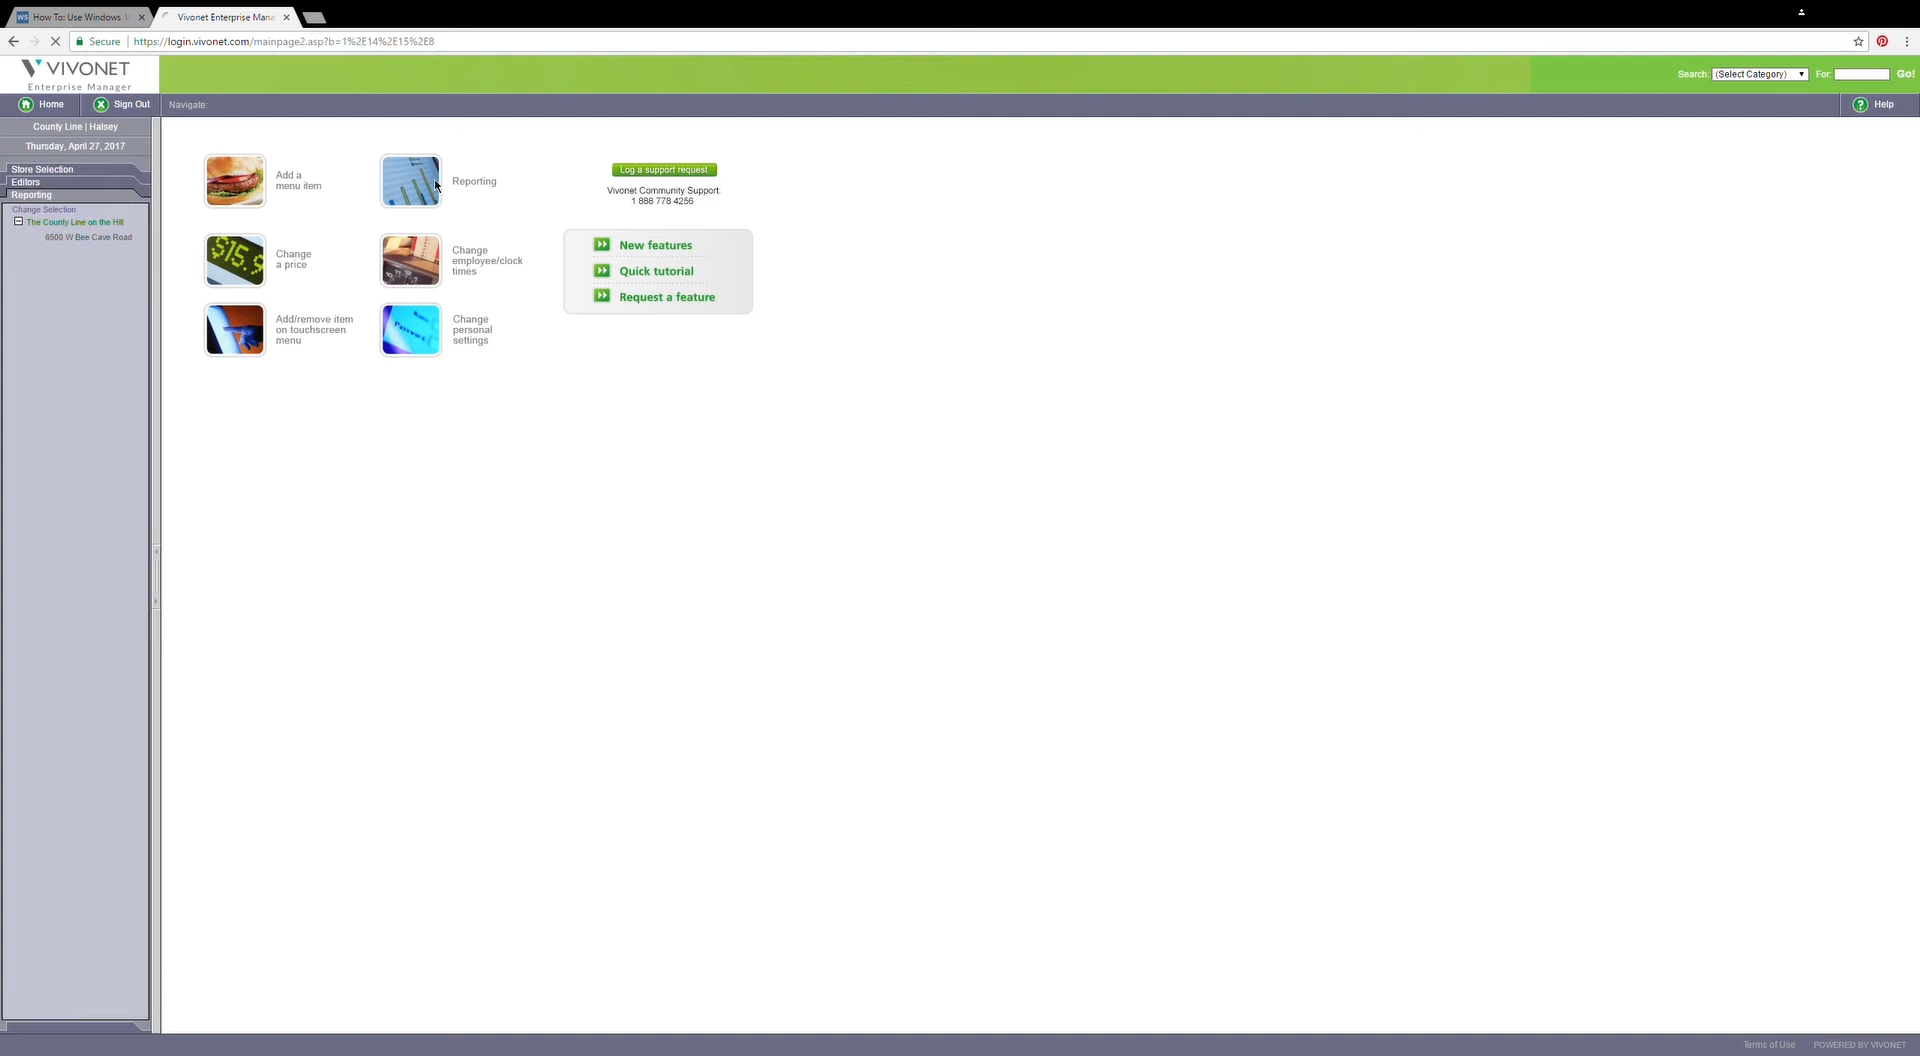 WS How To: Use Windows 1
Vivonet Enterprise Mana
Secure
https://login.vivonet.com/mainpage2.asp?b=1%2E14%2E15%2E8
VIVONET
Enterprise Manager
Search: (Select Category) For: Go!
Home
Sign Out
Navigate:
Help
County Line | Halsey
Thursday, April 27, 2017
Store Selection
Editors
Reporting
Change Selection
The County Line on the Hill
6500 W Bee Cave Road
Add a
menu item
Reporting
$15.9
Change
a price
Change
employee/clock
times
Add/remove item
on touchscreen
menu
Password
Change
personal
settings
Log a support request
Vivonet Community Support:
1 888 778 4256
New features
Quick tutorial
Request a feature
Terms of Use
POWERED BY VIVONET